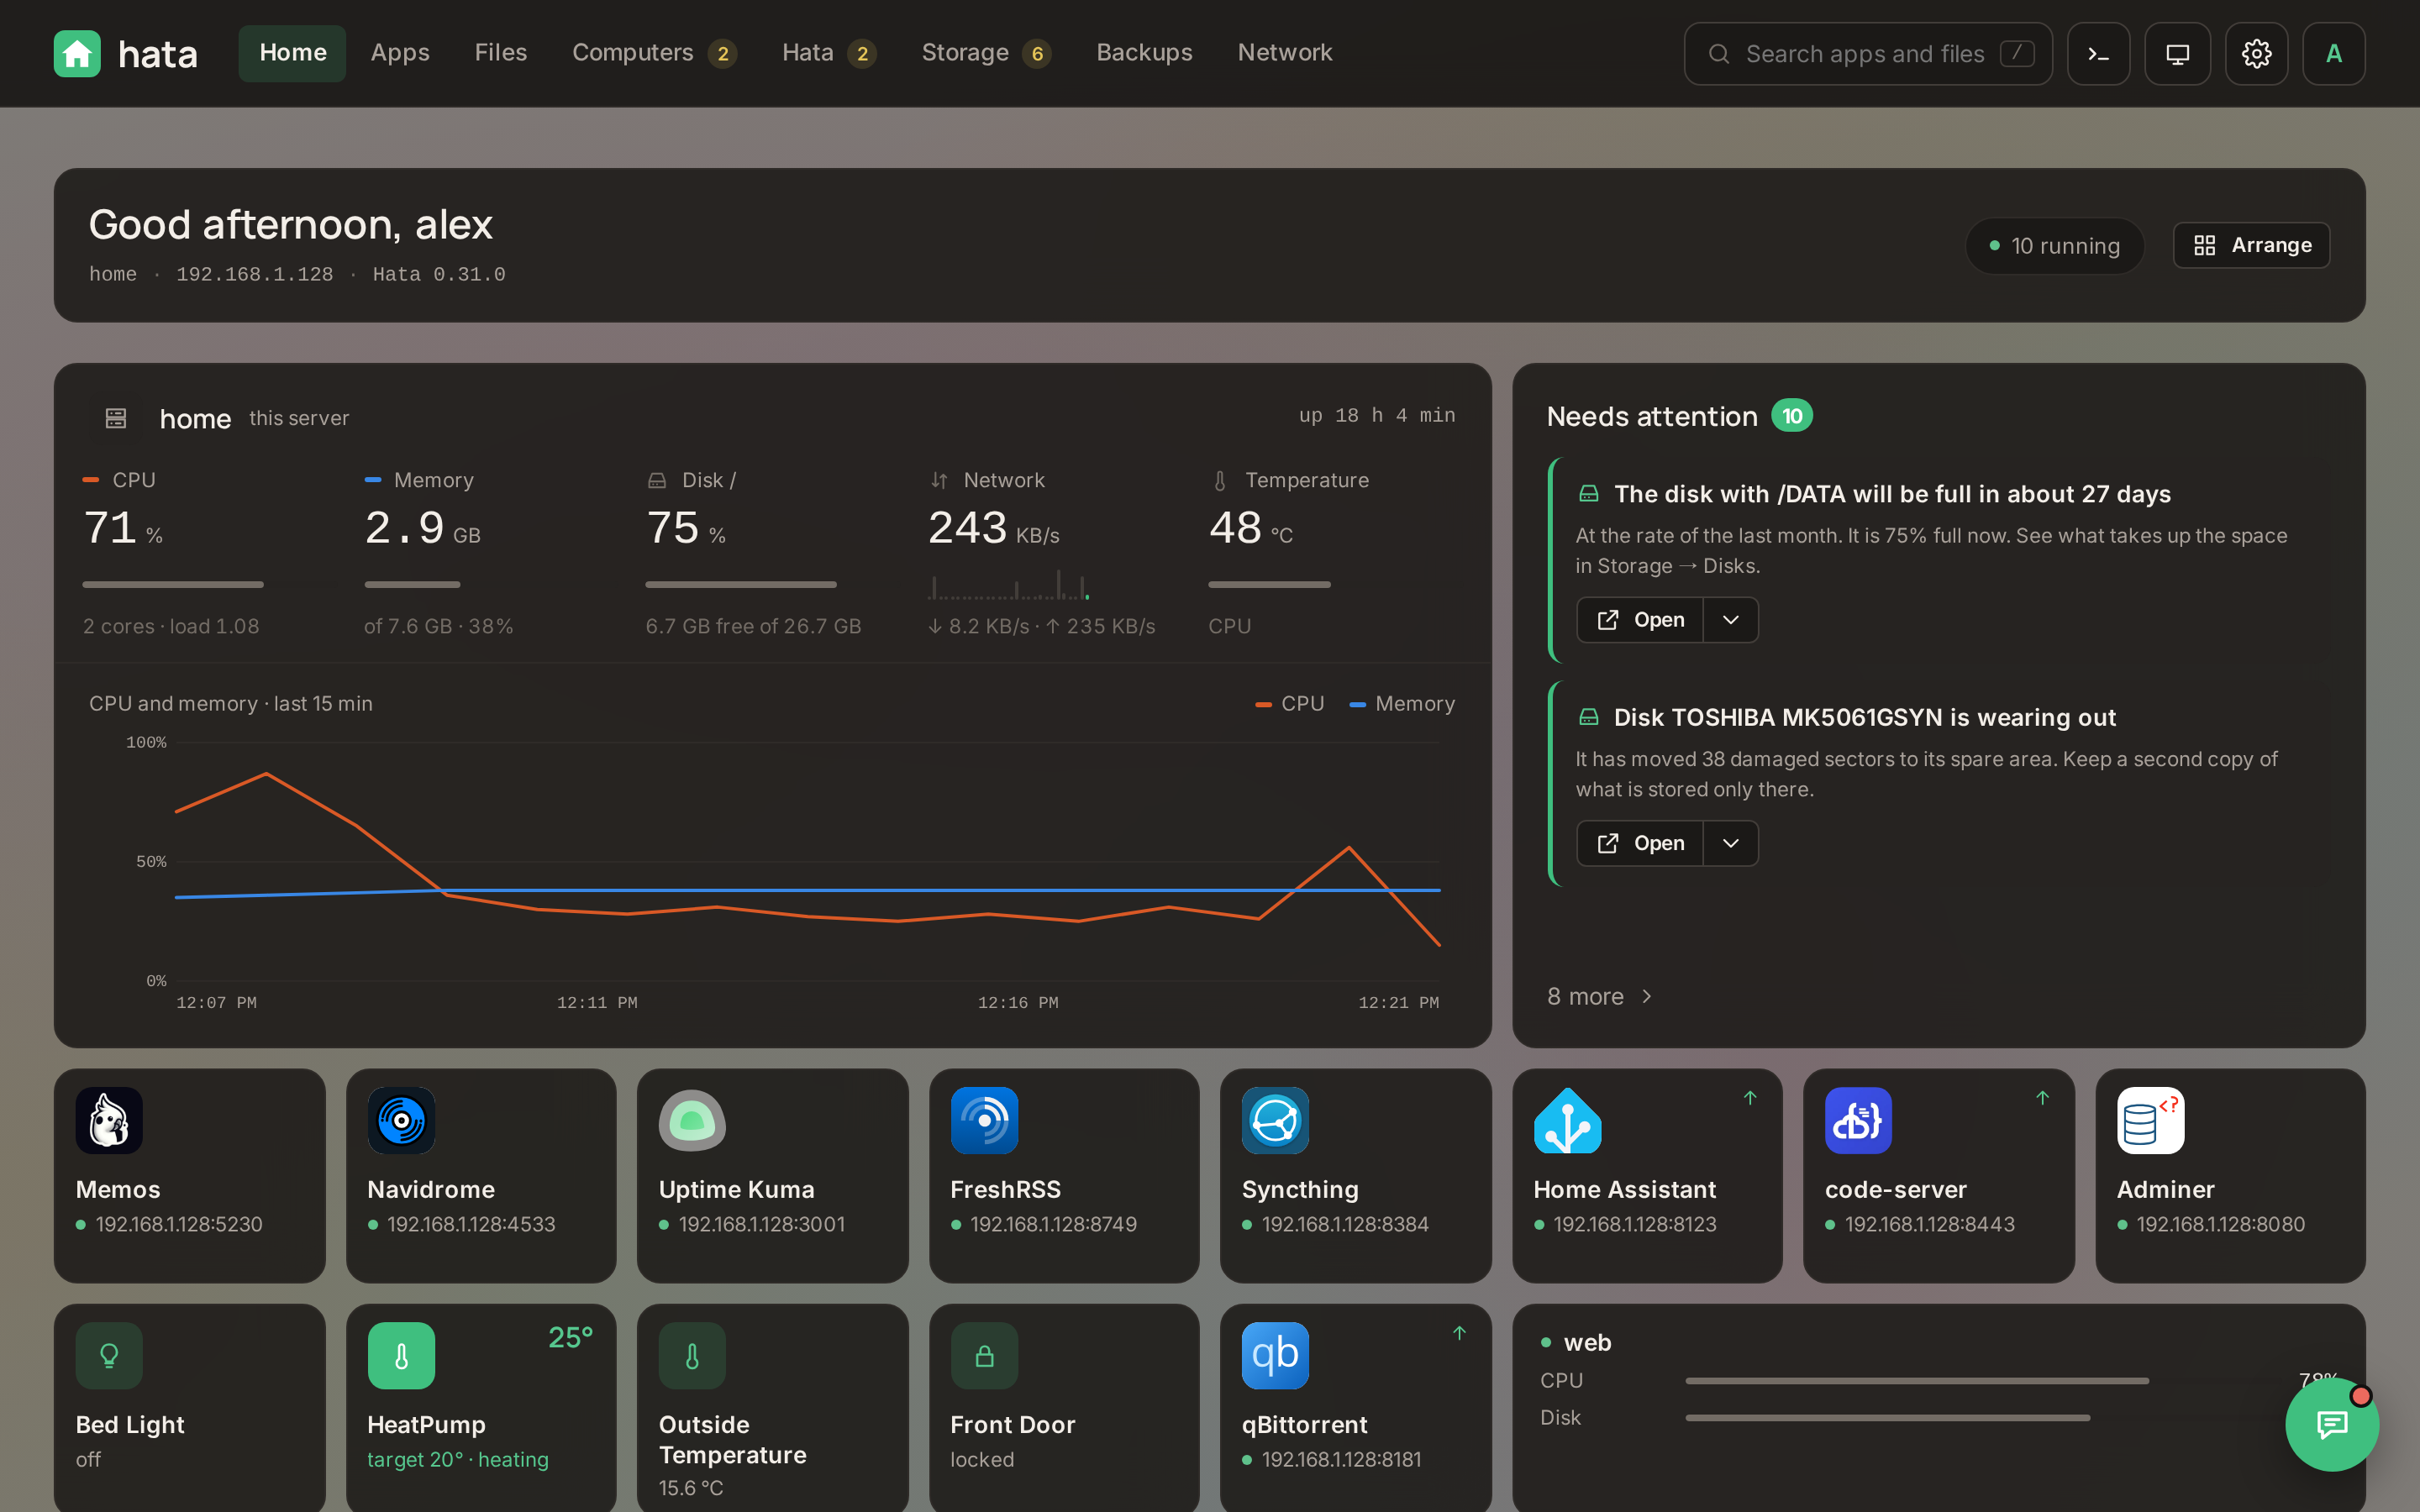 hata
Home
Apps
Files
Computers 2
Hata 2
Storage 6
Backups
Network
Search apps and files /
A
Good afternoon, alex
home · 192.168.1.128 · Hata 0.31.0
10 running
Arrange
home this server
up 18 h 4 min
CPU
71 %
2 cores · load 1.08
Memory
2.9 GB
of 7.6 GB · 38%
Disk /
75 %
6.7 GB free of 26.7 GB
Network
243 KB/s
↓ 8.2 KB/s · ↑ 235 KB/s
Temperature
48 °C
CPU
CPU and memory · last 15 min
CPU
Memory
100%
50%
0%
12:07 PM
12:11 PM
12:16 PM
12:21 PM
Needs attention 10
The disk with /DATA will be full in about 27 days
At the rate of the last month. It is 75% full now. See what takes up the space
in Storage → Disks.
Open
Disk TOSHIBA MK5061GSYN is wearing out
It has moved 38 damaged sectors to its spare area. Keep a second copy of
what is stored only there.
Open
8 more
Memos
192.168.1.128:5230
Navidrome
192.168.1.128:4533
Uptime Kuma
192.168.1.128:3001
FreshRSS
192.168.1.128:8749
Syncthing
192.168.1.128:8384
Home Assistant
192.168.1.128:8123
code-server
192.168.1.128:8443
Adminer
192.168.1.128:8080
Bed Light
off
25°
HeatPump
target 20° · heating
Outside
Temperature
15.6 °C
Front Door
locked
qb
qBittorrent
192.168.1.128:8181
web
CPU
Disk